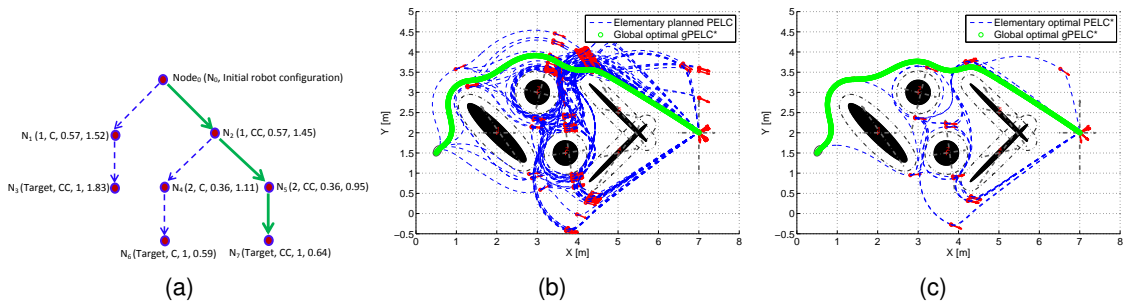 Node₀ (N₀, Initial robot configuration)
N₁ (1, C, 0.57, 1.52)
N₂ (1, CC, 0.57, 1.45)
N₃ (Target, CC, 1, 1.83)
N₄ (2, C, 0.36, 1.11)
N₅ (2, CC, 0.36, 0.95)
N₆ (Target, C, 1, 0.59)
N₇ (Target, CC, 1, 0.64)
(a)
Elementary planned PELC
Global optimal gPELC*
Y [m]
5
4.5
4
3.5
3
2.5
2
1.5
1
0.5
0
−0.5
0 1 2 3 4 5 6 7 8
X [m]
(b)
Elementary optimal PELC*
Global optimal gPELC*
Y [m]
5
4.5
4
3.5
3
2.5
2
1.5
1
0.5
0
−0.5
0 1 2 3 4 5 6 7 8
X [m]
(c)